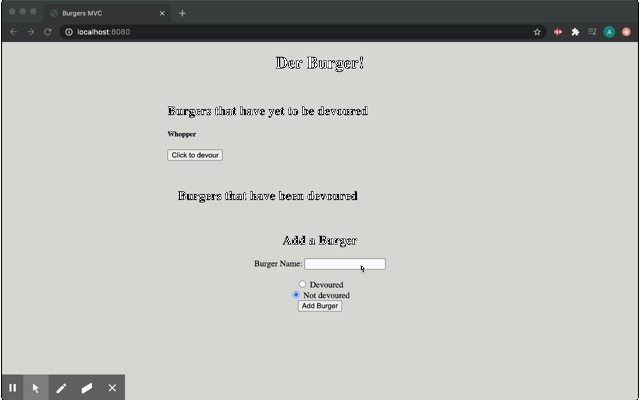 Burgers MVC
localhost:8080
A
Der Burger!
Burgers that have yet to be devoured
Whopper
Click to devour
Burgers that have been devoured
Add a Burger
Burger Name:
Devoured
Not devoured
Add Burger